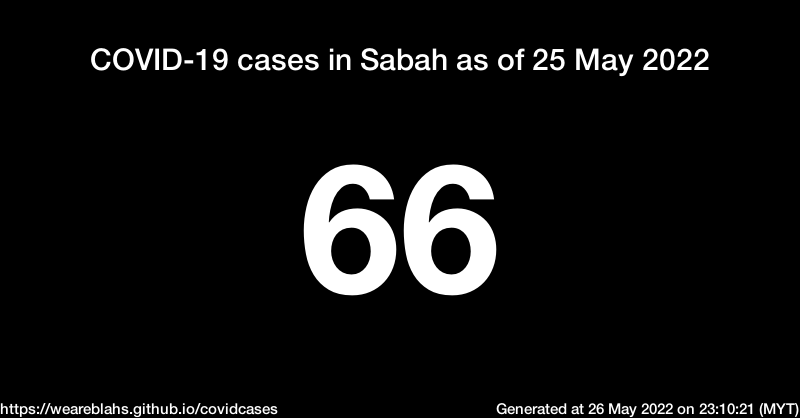 COVID-19 cases in Sabah as of 25 May 2022
66
https://weareblahs.github.io/covidcases
Generated at 26 May 2022 on 23:10:21 (MYT)